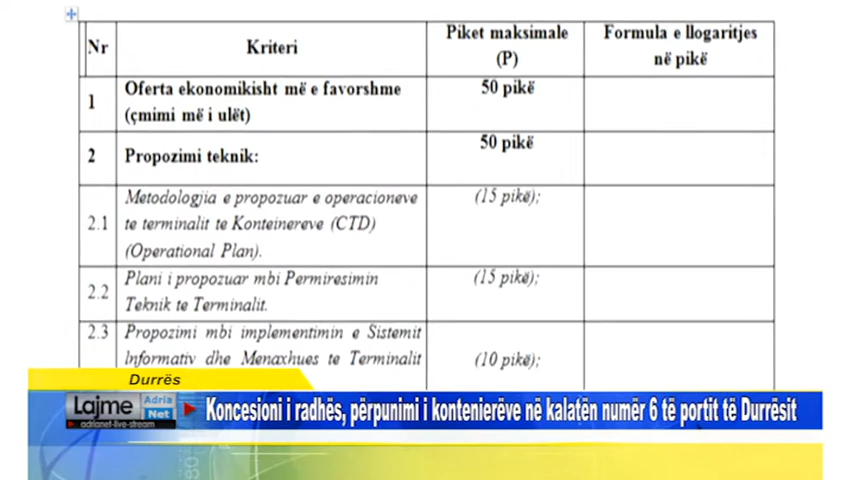 Nr Kriteri Piket maksimale (P) Formula e llogaritjes në pikë
1 Oferta ekonomikisht më e favorshme (çmimi më i ulët) 50 pikë
2 Propozimi teknik: 50 pikë
2.1 Metodologjia e propozuar e operacioneve te terminalit te Konteinereve (CTD) (Operational Plan). (15 pikë);
2.2 Plani i propozuar mbi Permiresimin Teknik te Terminalit. (15 pikë);
2.3 Propozimi mbi implementimin e Sistemit Informativ dhe Menaxhues te Terminalit (10 pikë);
Durrës
Lajme Adria Net
adrianet-live-stream
Koncesioni i radhës, përpunimi i kontenierëve në kalatën numër 6 të portit të Durrësit